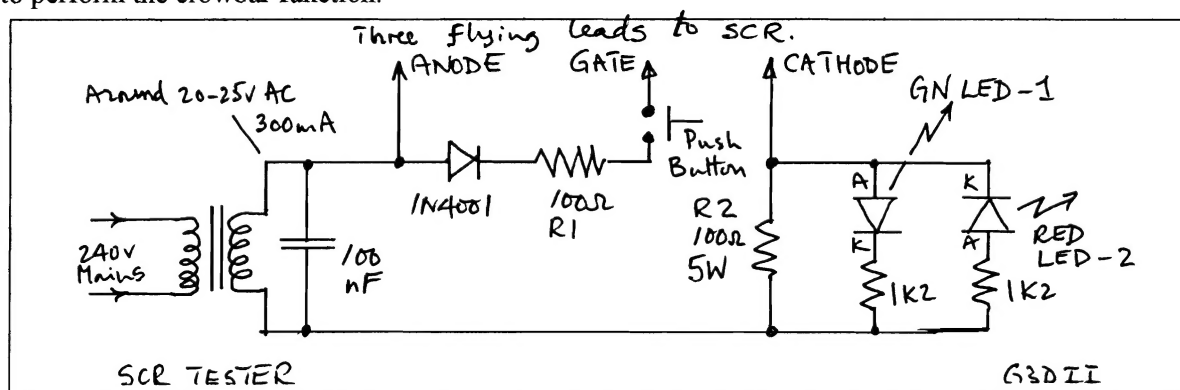 to perform the crowbar function.
Three flying leads to SCR.
ANODE
GATE
CATHODE
Around 20-25V AC
300mA
GN LED-1
Push
Button
A
K
1N4001
100Ω
R1
R2
100Ω
5W
K
A
RED
LED-2
240V
Mains
100
nF
1K2
1K2
SCR TESTER
G3DII